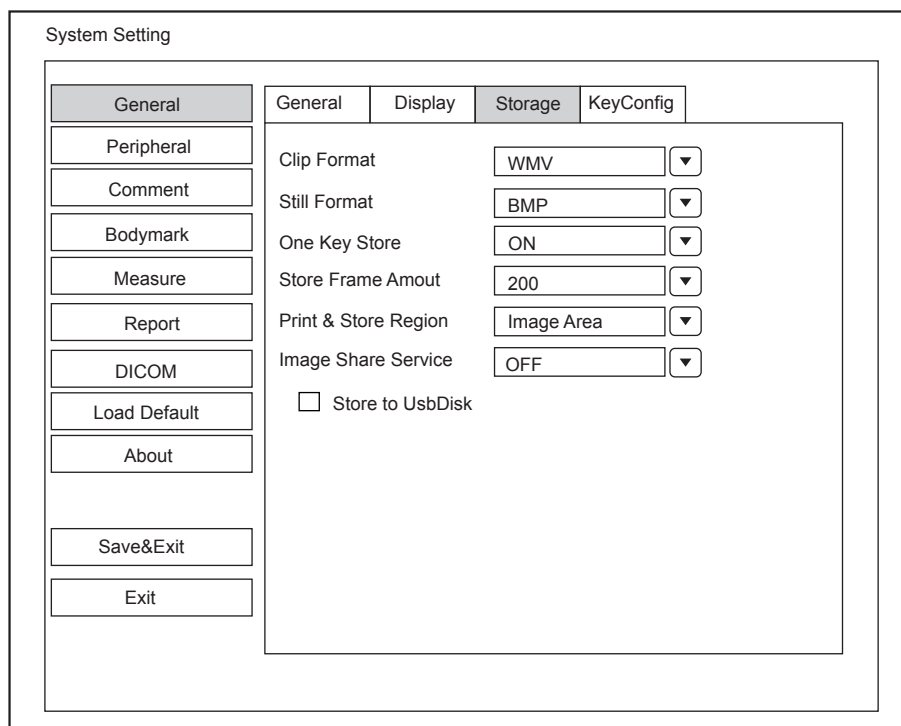 System Setting
General
Peripheral
Comment
Bodymark
Measure
Report
DICOM
Load Default
About
Save&Exit
Exit
General Display Storage KeyConfig
Clip Format WMV
Still Format BMP
One Key Store ON
Store Frame Amout 200
Print & Store Region Image Area
Image Share Service OFF
Store to UsbDisk